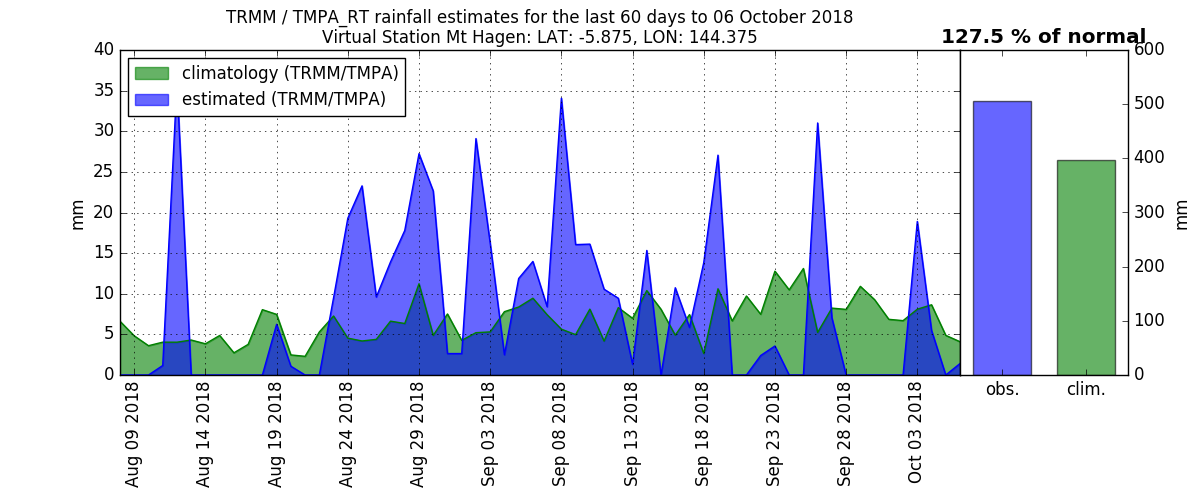 TRMM / TMPA_RT rainfall estimates for the last 60 days to 06 October 2018
Virtual Station Mt Hagen: LAT: -5.875, LON: 144.375
127.5 % of normal
climatology (TRMM/TMPA)
estimated (TRMM/TMPA)
40
35
30
25
20
15
10
5
0
mm
600
500
400
300
200
100
0
mm
obs.
clim.
Aug 09 2018
Aug 14 2018
Aug 19 2018
Aug 24 2018
Aug 29 2018
Sep 03 2018
Sep 08 2018
Sep 13 2018
Sep 18 2018
Sep 23 2018
Sep 28 2018
Oct 03 2018